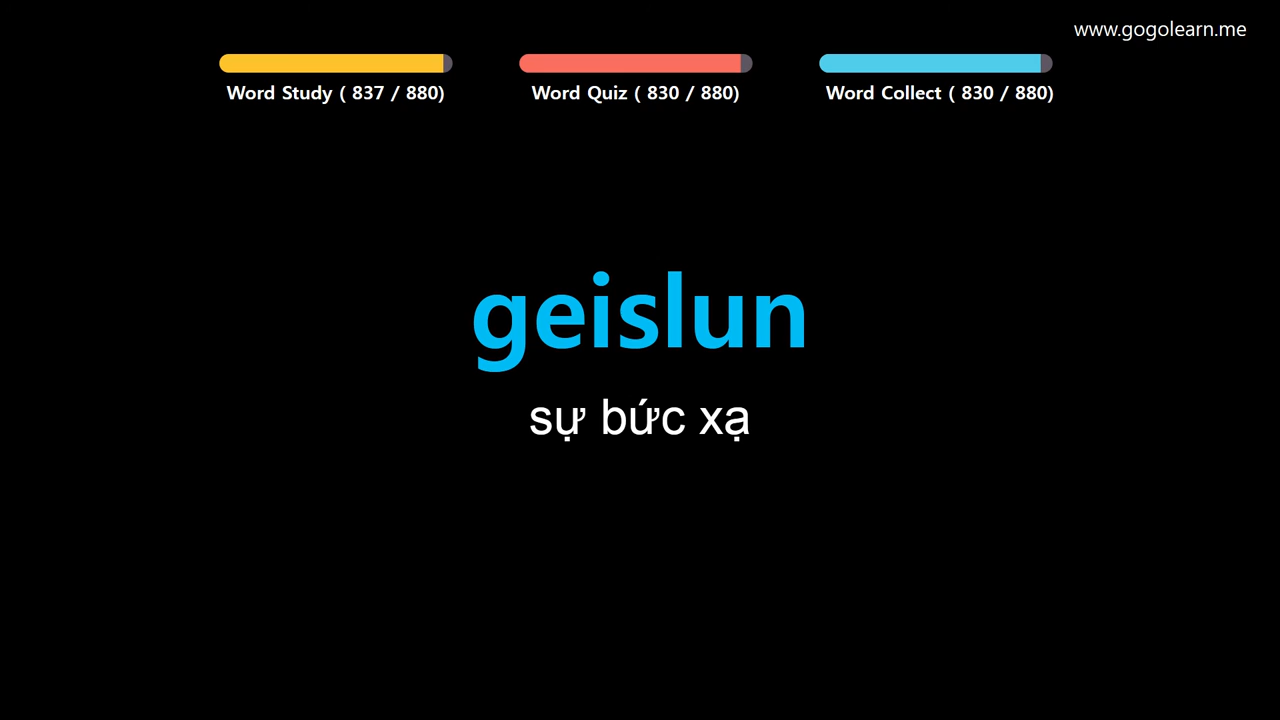 www.gogolearn.me
Word Study ( 837 / 880)
Word Quiz ( 830 / 880)
Word Collect ( 830 / 880)
geislun
sự bức xạ